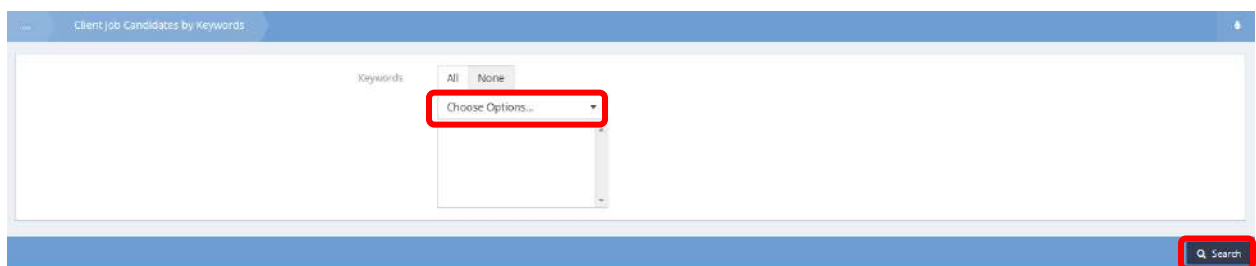 ... Client Job Candidates by Keywords
Keywords All None
Choose Options...
Search